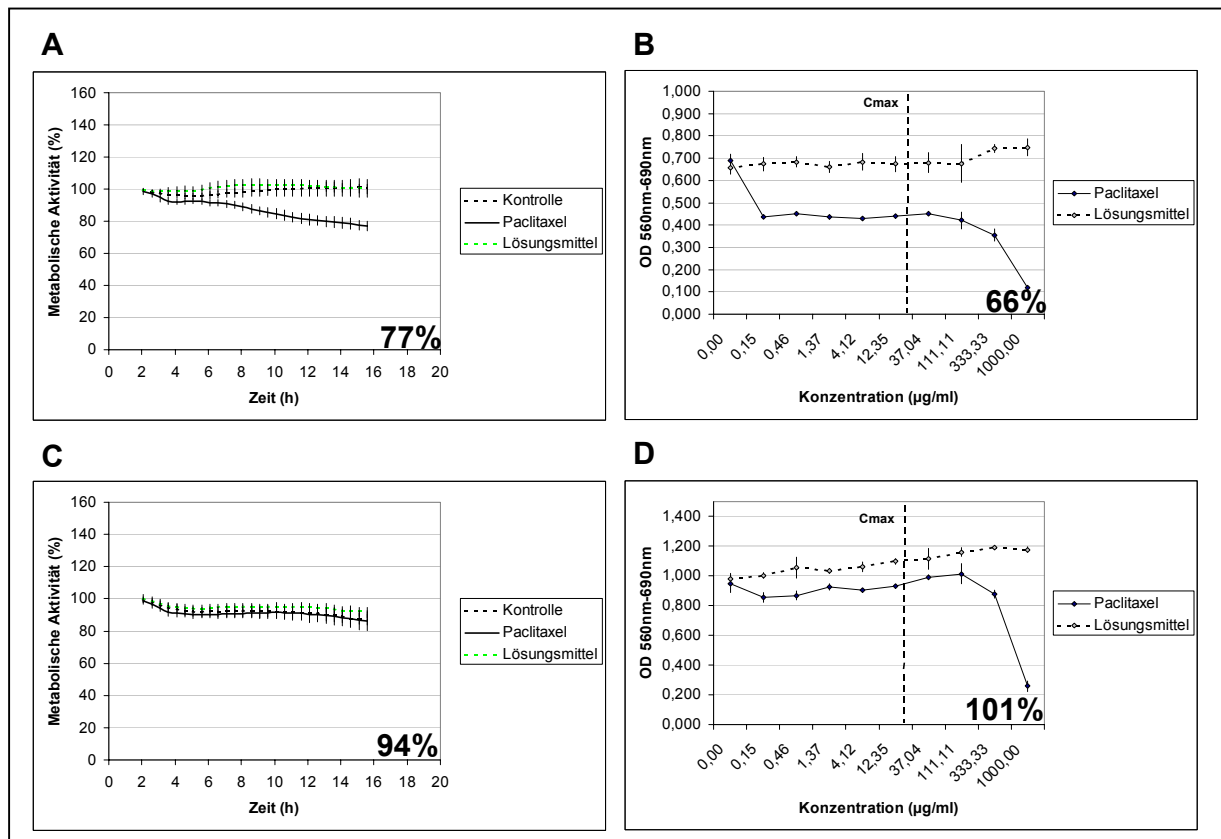 A
Metabolische Aktivität (%)
160
140
120
100
80
60
40
20
0
0 2 4 6 8 10 12 14 16 18 20
Zeit (h)
77%
Kontrolle
Paclitaxel
Lösungsmittel
B
OD 560nm-690nm
1,000
0,900
0,800
0,700
0,600
0,500
0,400
0,300
0,200
0,100
0,000
Cmax
66%
0,00 0,15 0,46 1,37 4,12 12,35 37,04 111,11 333,33 1000,00
Konzentration (µg/ml)
Paclitaxel
Lösungsmittel
C
Metabolische Aktivität (%)
160
140
120
100
80
60
40
20
0
0 2 4 6 8 10 12 14 16 18 20
Zeit (h)
94%
Kontrolle
Paclitaxel
Lösungsmittel
D
OD 560nm-690nm
1,400
1,200
1,000
0,800
0,600
0,400
0,200
0,000
Cmax
101%
0,00 0,15 0,46 1,37 4,12 12,35 37,04 111,11 333,33 1000,00
Konzentration (µg/ml)
Paclitaxel
Lösungsmittel